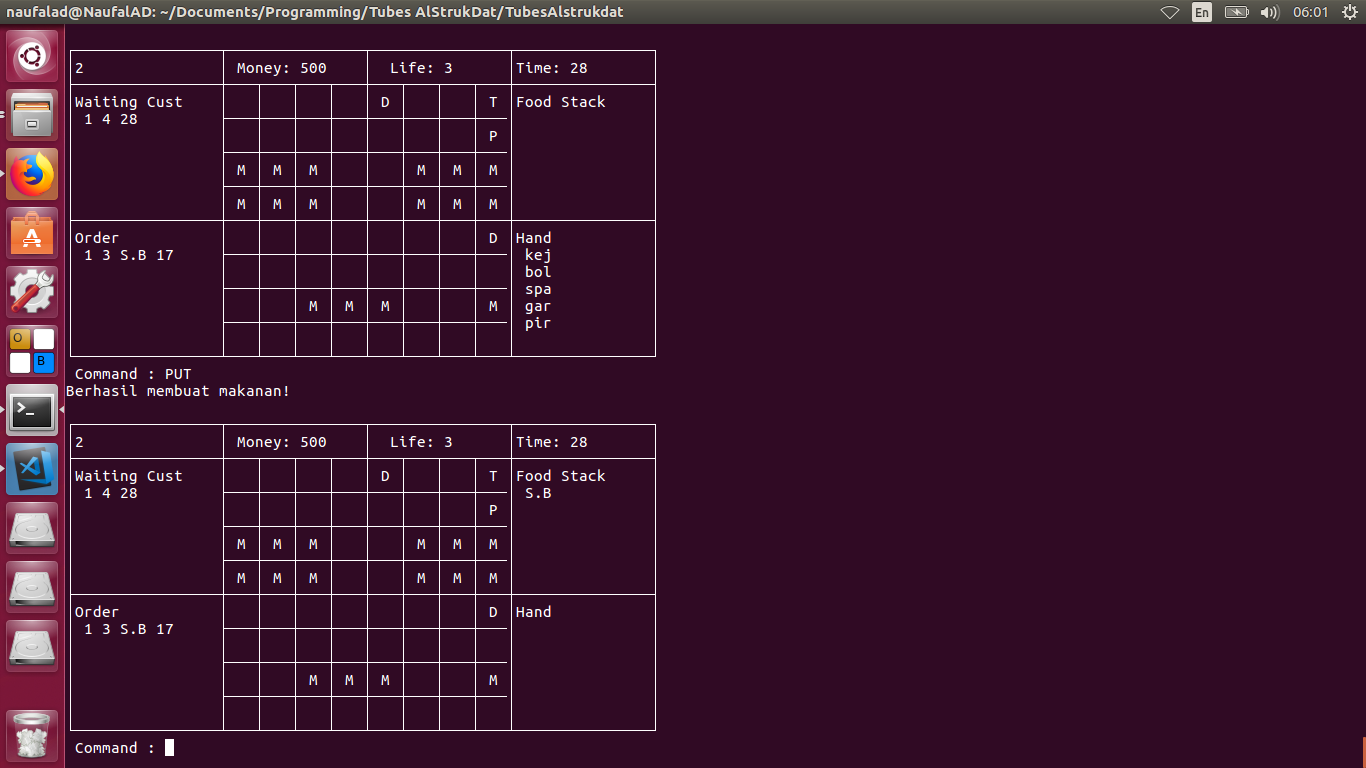 naufalad@NaufalAD: ~/Documents/Programming/Tubes AlStrukDat/TubesAlstrukdat En 06:01
2 Money: 500 Life: 3 Time: 28
Waiting Cust D T Food Stack
1 4 28
P
M M M M M M
M M M M M M
Order D Hand
1 3 S.B 17 kej
bol
spa
M M M M gar
pir
Command : PUT
Berhasil membuat makanan!
2 Money: 500 Life: 3 Time: 28
Waiting Cust D T Food Stack
1 4 28 S.B
P
M M M M M M
M M M M M M
Order D Hand
1 3 S.B 17
M M M M
Command :
O
B